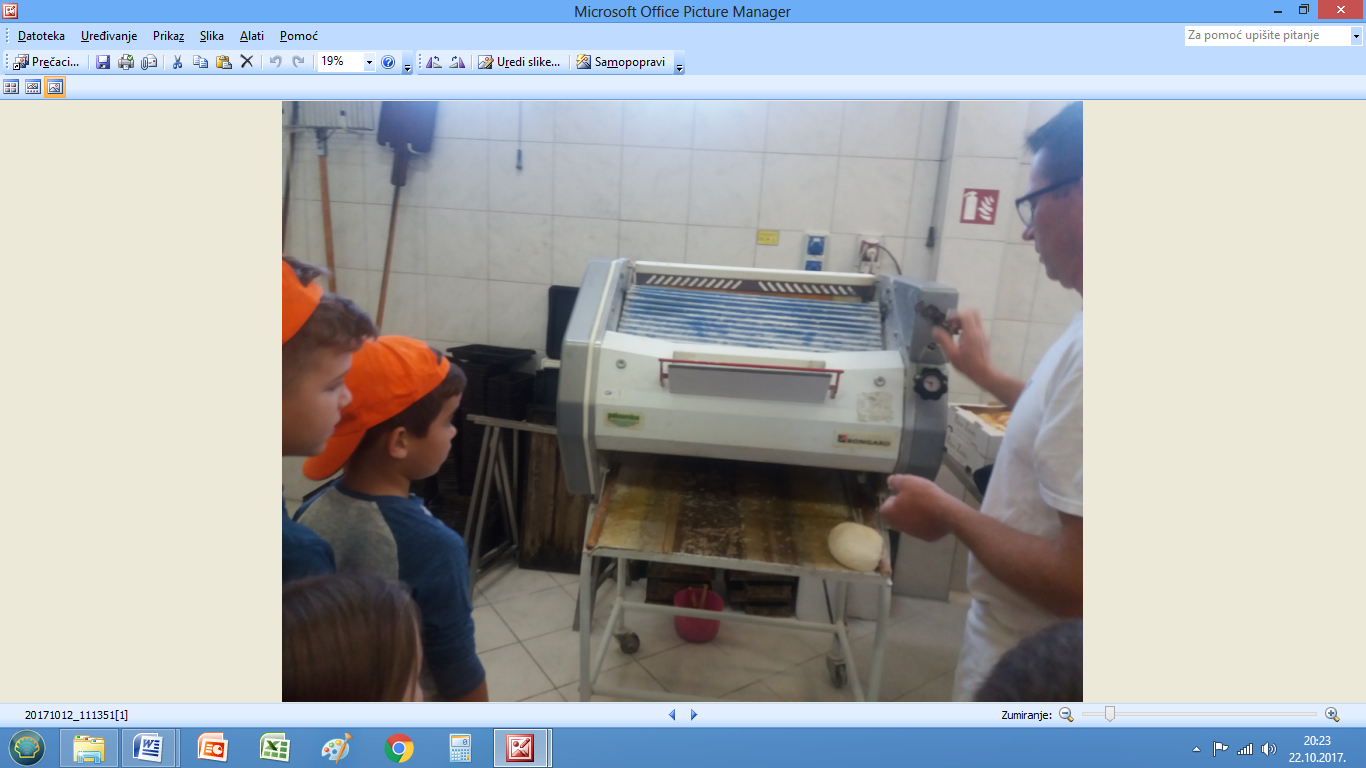 Microsoft Office Picture Manager
Datoteka Uređivanje Prikaz Slika Alati Pomoć
Za pomoć upišite pitanje
Prečaci... 19% Uredi slike... Samopopravi
BONGARD
20171012_111351[1]
Zumiranje:
20:23
22.10.2017.